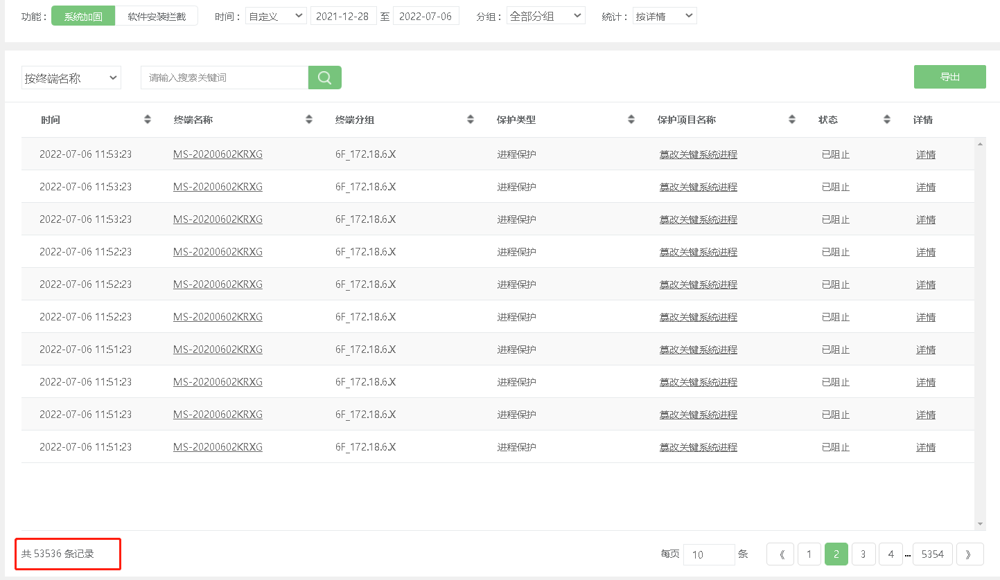 功能： 系统加固 软件安装拦截 时间： 自定义 2021-12-28 至 2022-07-06 分组： 全部分组 统计： 按详情
按终端名称 请输入搜索关键词 导出
时间 终端名称 终端分组 保护类型 保护项目名称 状态 详情
2022-07-06 11:53:23 MS-20200602KRXG 6F_172.18.6.X 进程保护 篡改关键系统进程 已阻止 详情
2022-07-06 11:53:23 MS-20200602KRXG 6F_172.18.6.X 进程保护 篡改关键系统进程 已阻止 详情
2022-07-06 11:53:23 MS-20200602KRXG 6F_172.18.6.X 进程保护 篡改关键系统进程 已阻止 详情
2022-07-06 11:52:23 MS-20200602KRXG 6F_172.18.6.X 进程保护 篡改关键系统进程 已阻止 详情
2022-07-06 11:52:23 MS-20200602KRXG 6F_172.18.6.X 进程保护 篡改关键系统进程 已阻止 详情
2022-07-06 11:52:23 MS-20200602KRXG 6F_172.18.6.X 进程保护 篡改关键系统进程 已阻止 详情
2022-07-06 11:51:23 MS-20200602KRXG 6F_172.18.6.X 进程保护 篡改关键系统进程 已阻止 详情
2022-07-06 11:51:23 MS-20200602KRXG 6F_172.18.6.X 进程保护 篡改关键系统进程 已阻止 详情
2022-07-06 11:51:23 MS-20200602KRXG 6F_172.18.6.X 进程保护 篡改关键系统进程 已阻止 详情
2022-07-06 11:51:23 MS-20200602KRXG 6F_172.18.6.X 进程保护 篡改关键系统进程 已阻止 详情
共 53536 条记录 每页 10 条 《 1 2 3 4 ... 5354 》